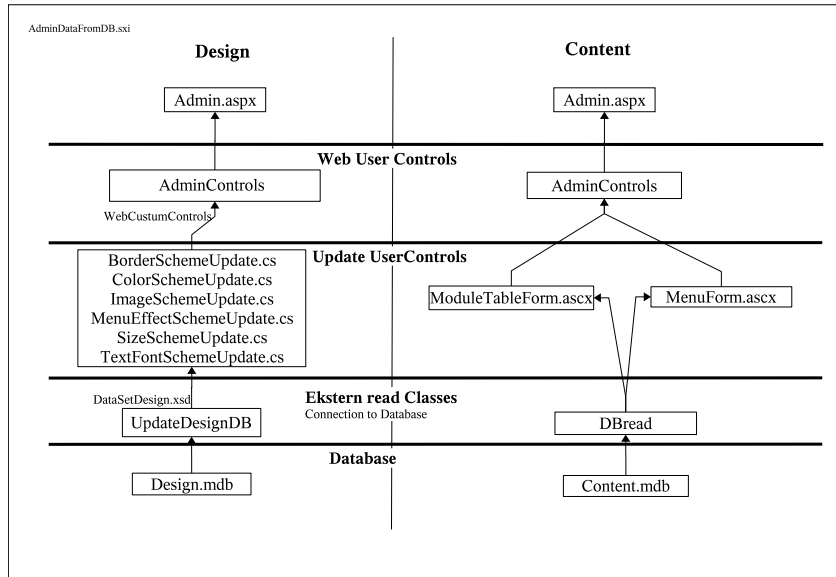 AdminDataFromDB.sxi
Design
Content
Admin.aspx
Admin.aspx
Web User Controls
AdminControls
AdminControls
WebCustumControls
Update UserControls
BorderSchemeUpdate.cs
ColorSchemeUpdate.cs
ImageSchemeUpdate.cs
MenuEffectSchemeUpdate.cs
SizeSchemeUpdate.cs
TextFontSchemeUpdate.cs
ModuleTableForm.ascx
MenuForm.ascx
Ekstern read Classes
Connection to Database
DataSetDesign.xsd
UpdateDesignDB
DBread
Database
Design.mdb
Content.mdb